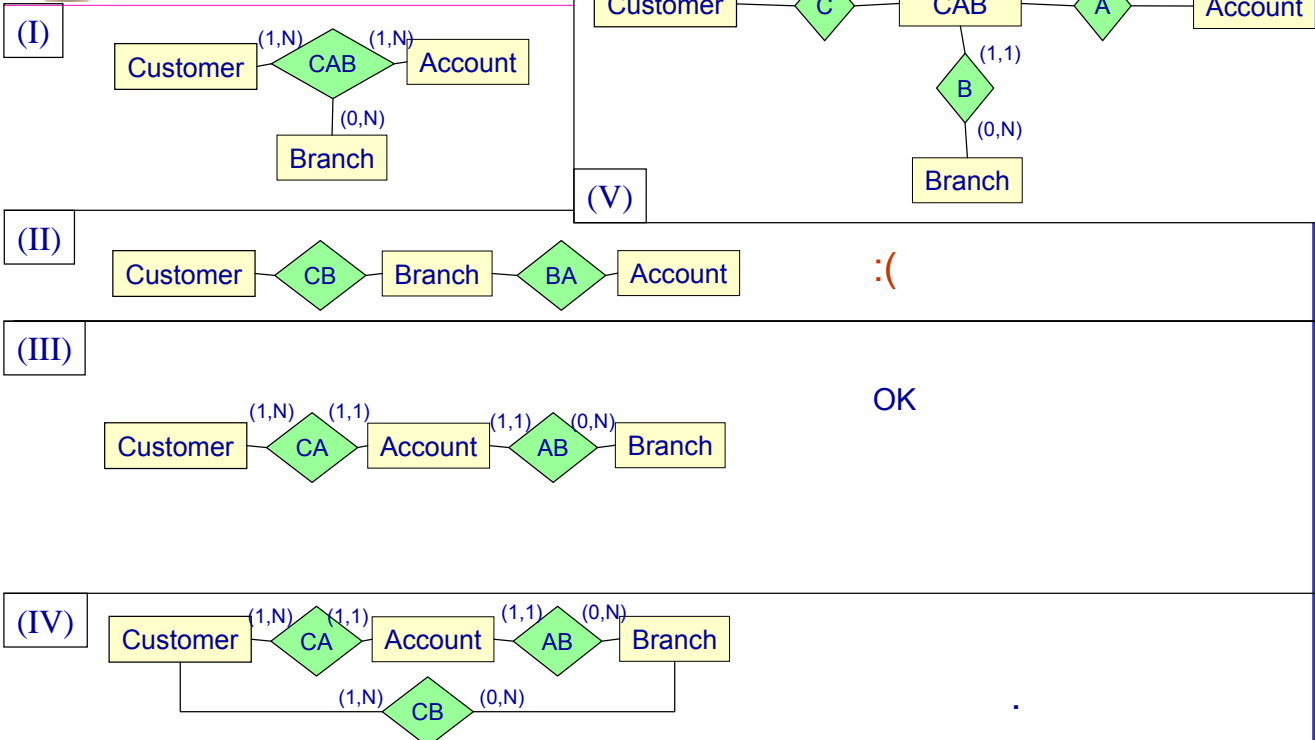 (I)
(1,N) (1,N)
Customer CAB Account
(0,N)
Branch
Customer C CAB A Account
(1,1)
B
(0,N)
Branch
(V)
(II)
Customer CB Branch BA Account :(
(III)
OK
(1,N) (1,1) (1,1) (0,N)
Customer CA Account AB Branch
(IV)
(1,N) (1,1) (1,1) (0,N)
Customer CA Account AB Branch
(1,N) CB (0,N)
.